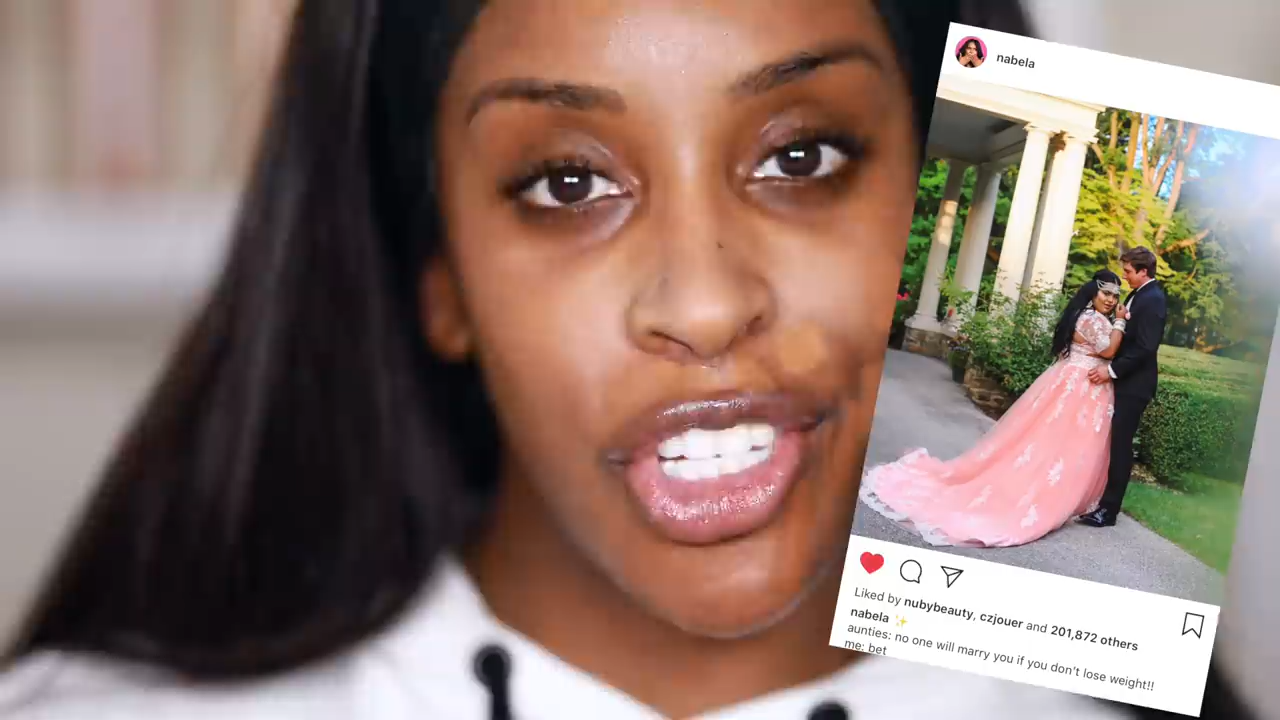 nabela
Liked by nubybeauty, czjouer and 201,872 others
nabela ✨
aunties: no one will marry you if you don't lose weight!!
me: bet